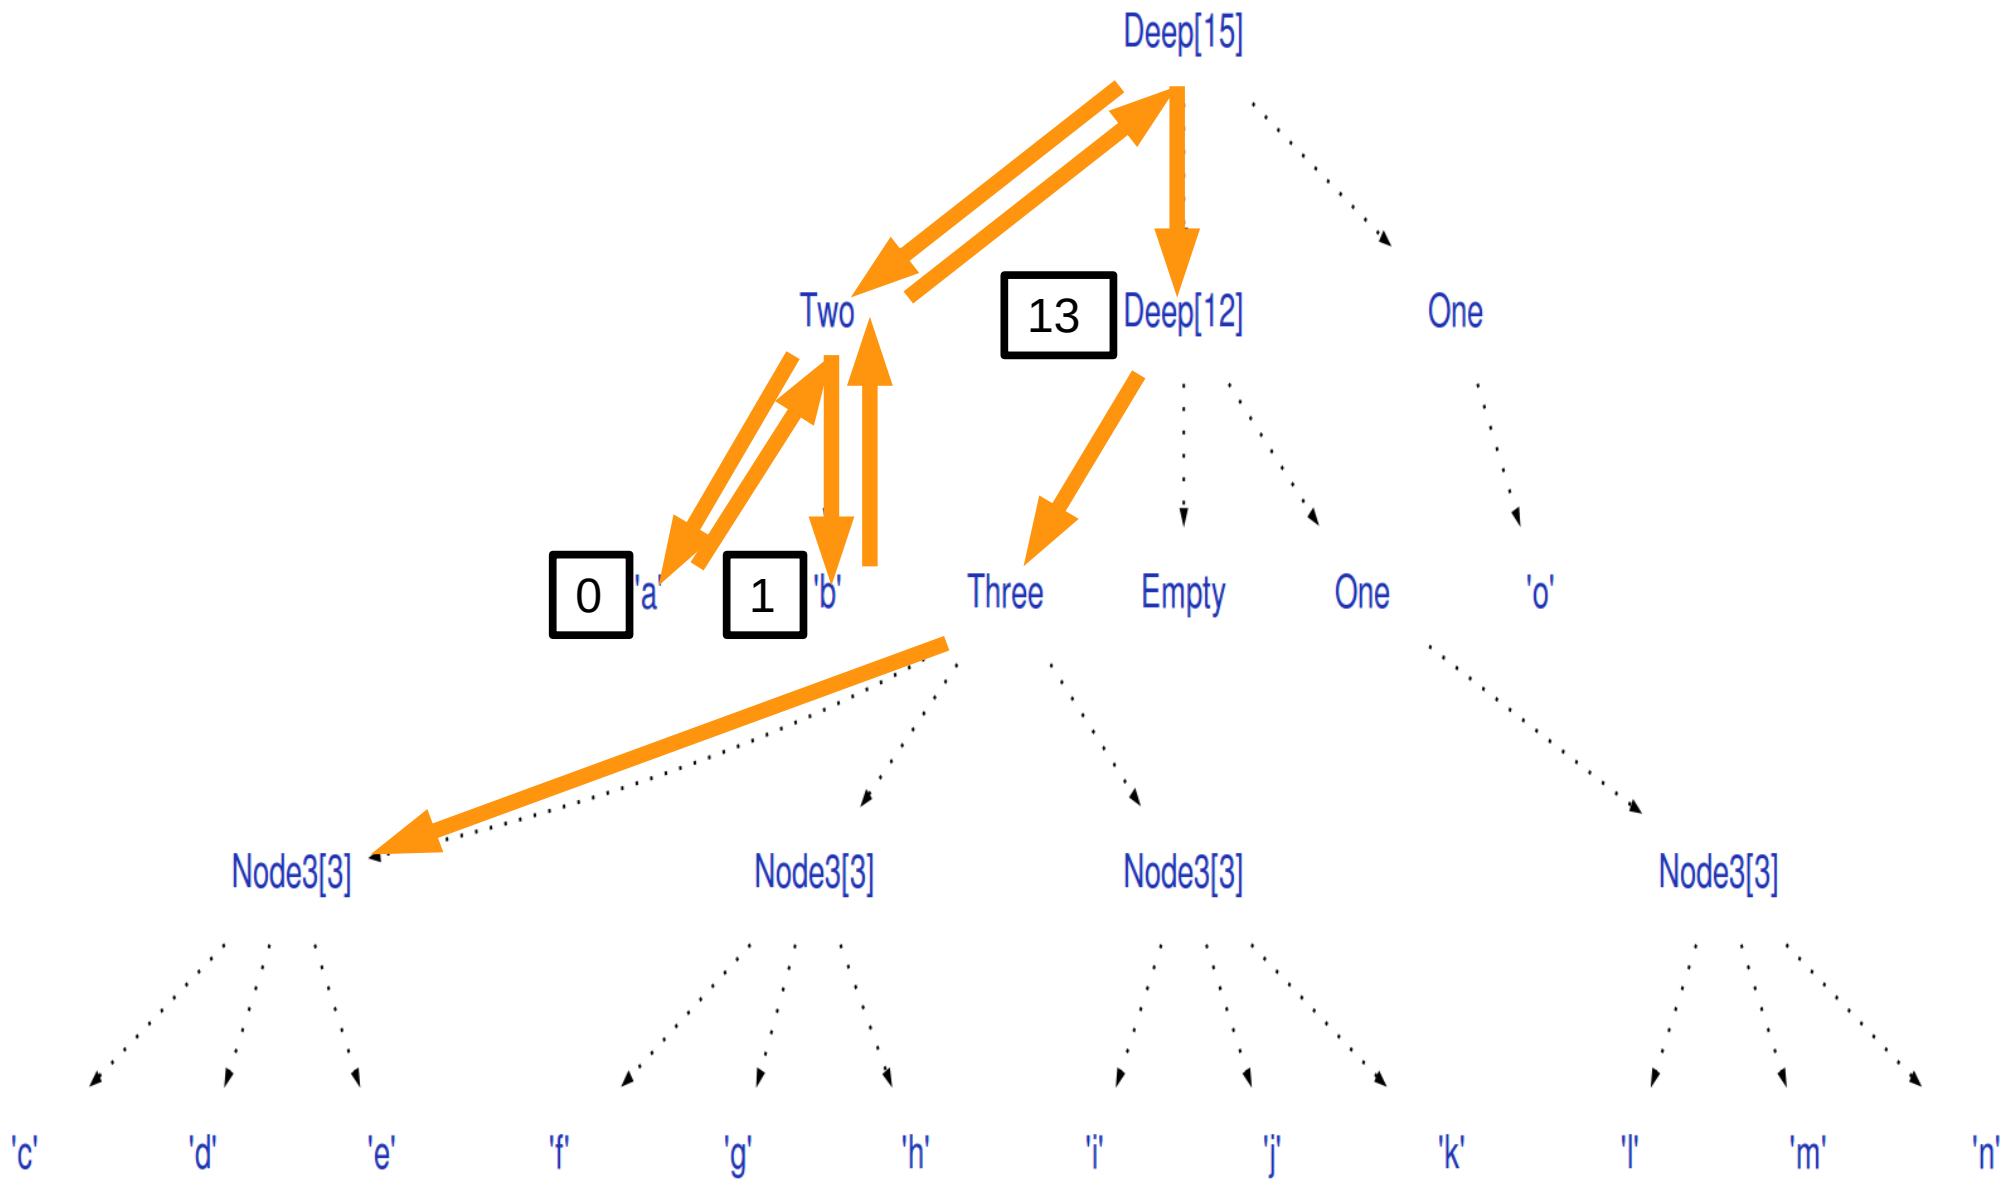 Deep[15]
Two 13 Deep[12] One
0 'a' 1 'b' Three Empty One 'o'
Node3[3] Node3[3] Node3[3] Node3[3]
'c' 'd' 'e' 'f' 'g' 'h' 'i' 'j' 'k' 'l' 'm' 'n'